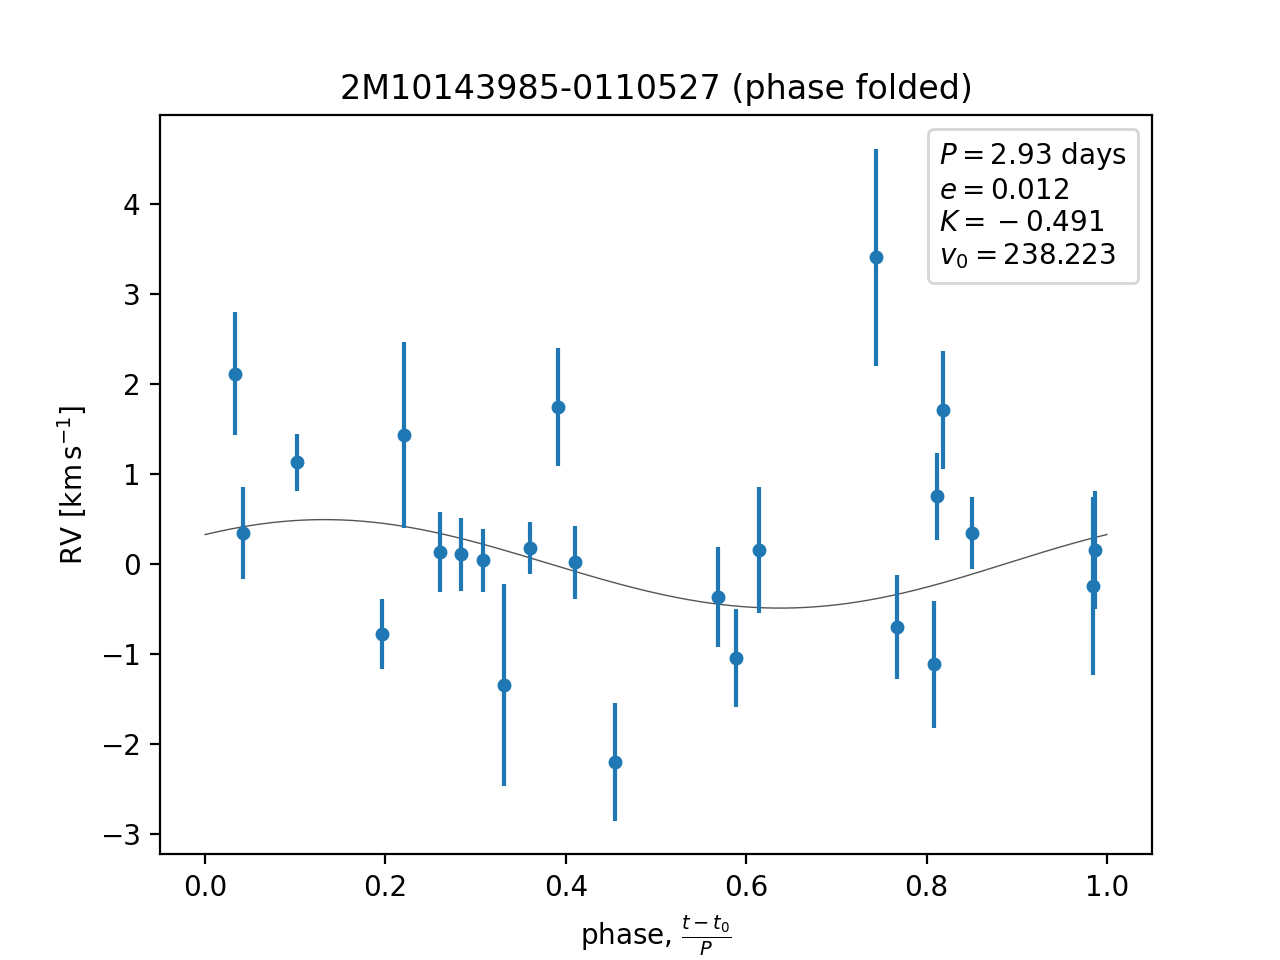 2M10143985-0110527 (phase folded)
P = 2.93 days
e = 0.012
K = −0.491
v₀ = 238.223
RV [km s⁻¹]
4
3
2
1
0
−1
−2
−3
0.0 0.2 0.4 0.6 0.8 1.0
phase, (t − t₀)/P